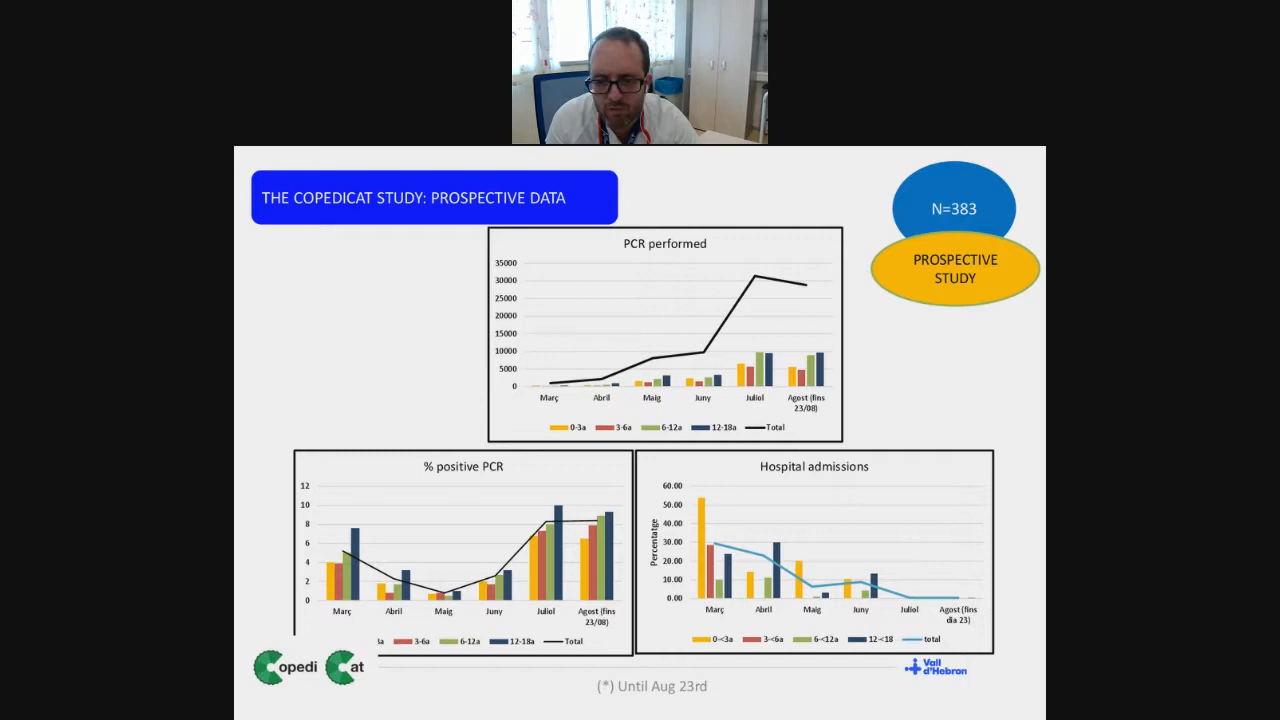 THE COPEDICAT STUDY: PROSPECTIVE DATA
N=383
PROSPECTIVE
STUDY
PCR performed
35000
30000
25000
20000
15000
10000
5000
0
Març
Abril
Maig
Juny
Juliol
Agost (fins
23/08)
0-3a
3-6a
6-12a
12-18a
Total
% positive PCR
12
10
8
6
4
2
0
Març
Abril
Maig
Juny
Juliol
Agost (fins
23/08)
3a
3-6a
6-12a
12-18a
Total
Hospital admissions
Percentatge
60.00
50.00
40.00
30.00
20.00
10.00
0.00
Març
Abril
Maig
Juny
Juliol
Agost (fins
dia 23)
0-<3a
3-<6a
6-<12a
12-<18
total
Copedi Cat
Vall
d'Hebron
(*) Until Aug 23rd